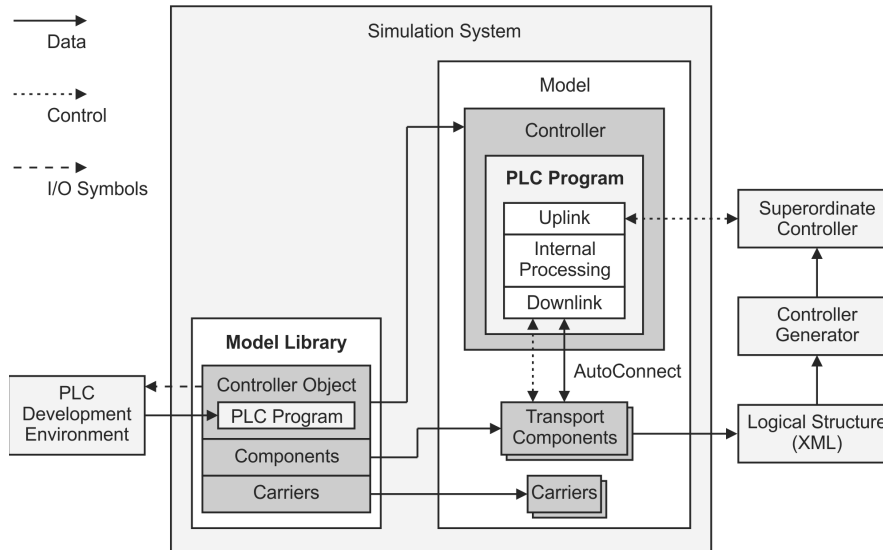 Data
Control
I/O Symbols
Simulation System
Model
Controller
PLC Program
Uplink
Internal
Processing
Downlink
AutoConnect
Transport
Components
Carriers
Model Library
Controller Object
PLC Program
Components
Carriers
PLC
Development
Environment
Superordinate
Controller
Controller
Generator
Logical Structure
(XML)